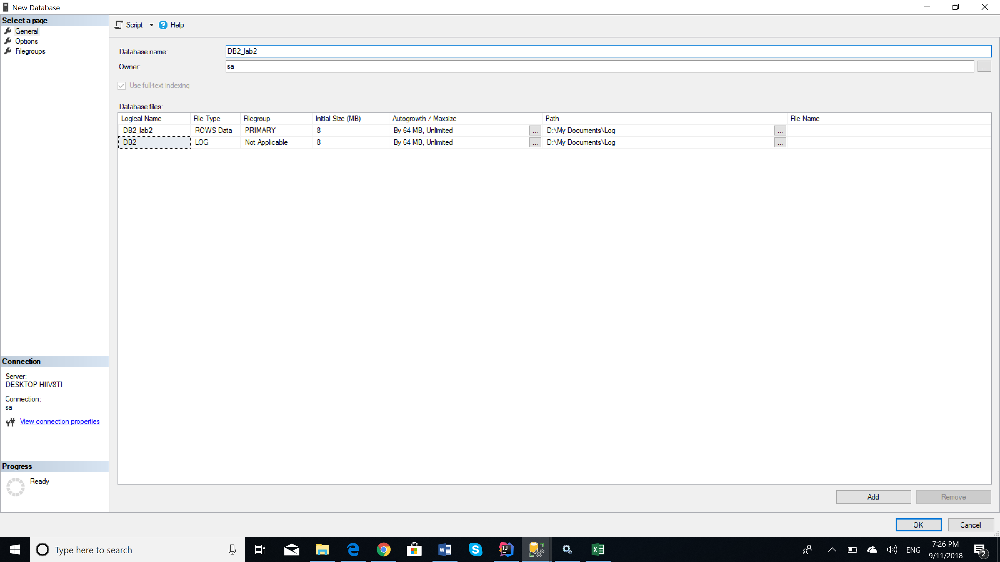 New Database
Select a page
General
Options
Filegroups
Script
Help
Database name:
DB2_lab2
Owner:
sa
...
Use full-text indexing
Database files:
Logical Name File Type Filegroup Initial Size (MB) Autogrowth / Maxsize Path File Name
DB2_lab2 ROWS Data PRIMARY 8 By 64 MB, Unlimited ... D:\My Documents\Log ...
DB2 LOG Not Applicable 8 By 64 MB, Unlimited ... D:\My Documents\Log ...
Connection
Server:
DESKTOP-HIIV8TI
Connection:
sa
View connection properties
Progress
Ready
Add Remove
OK Cancel
Type here to search
ENG
7:26 PM
9/11/2018
2